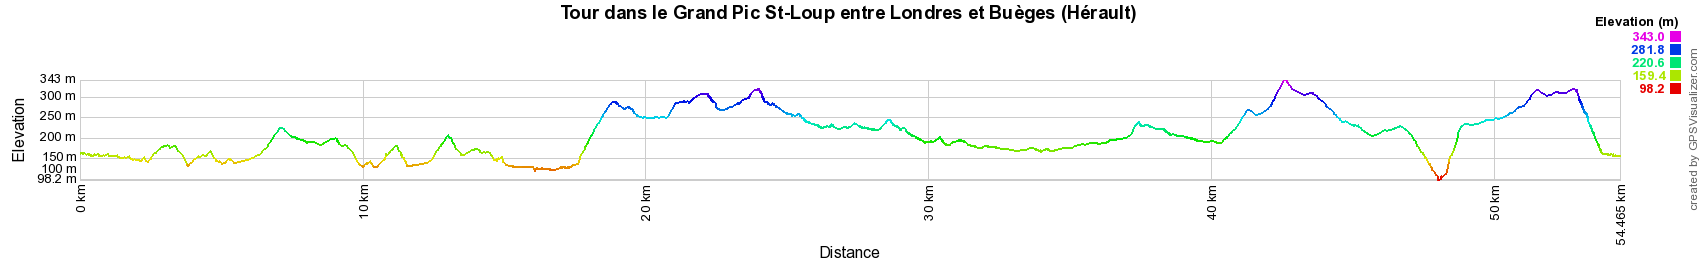 Tour dans le Grand Pic St-Loup entre Londres et Buèges (Hérault)
Elevation (m)
343.0
281.8
220.6
159.4
98.2
created by GPSVisualizer.com
Elevation
343 m
300 m
250 m
200 m
150 m
100 m
98.2 m
0 km
10 km
20 km
30 km
40 km
50 km
54.465 km
Distance